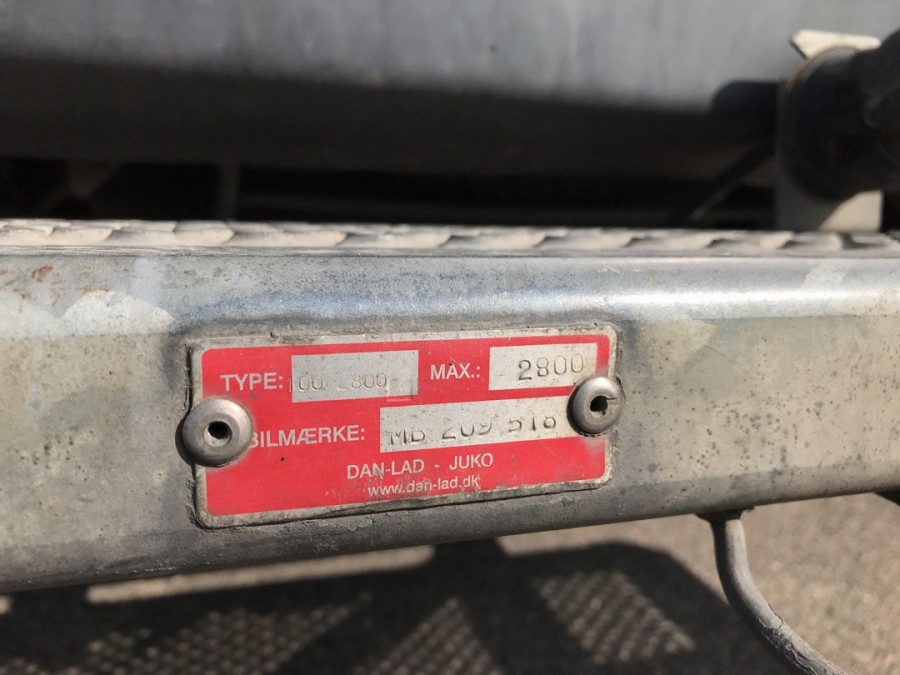 TYPE: 100 2800 MAX.: 2800
BILMÆRKE: MB 209 518
DAN-LAD - JUKO
www.dan-lad.dk